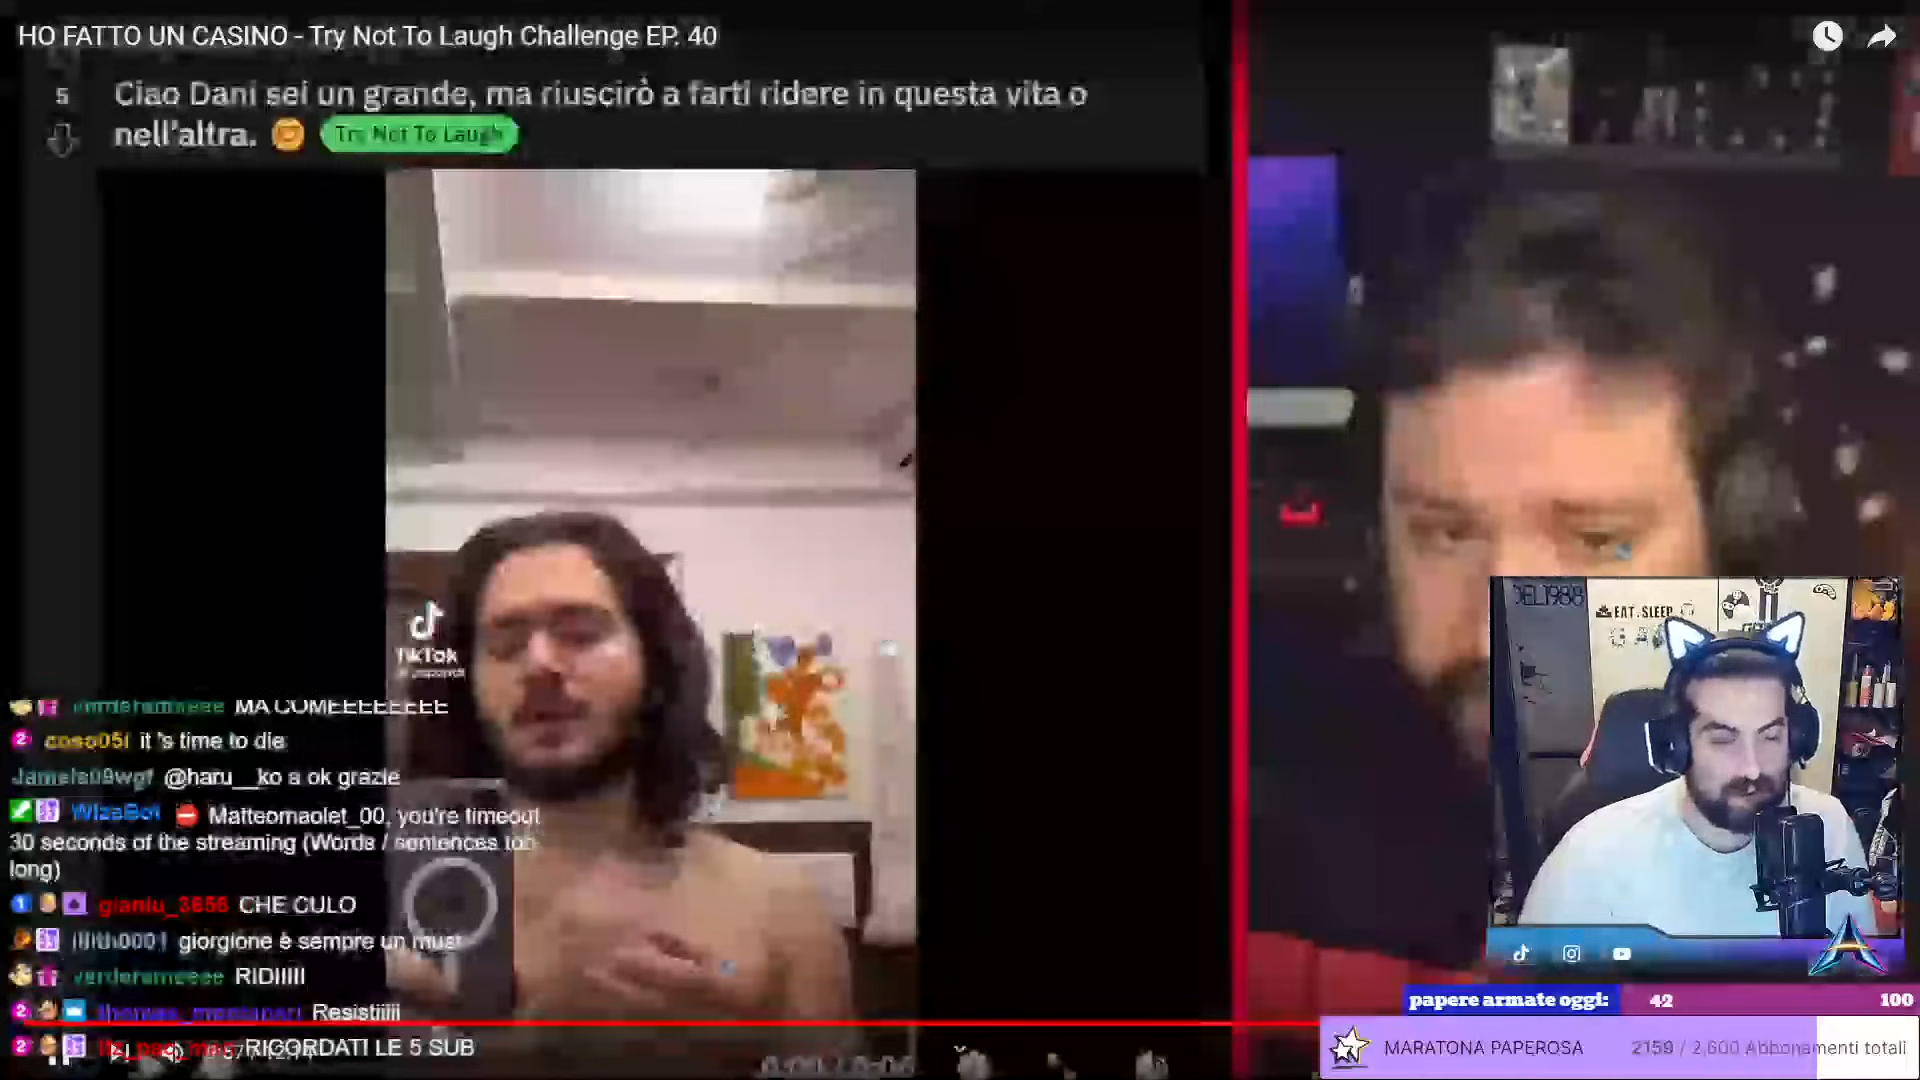 HO FATTO UN CASINO - Try Not To Laugh Challenge EP. 40
5
Ciao Dani sei un grande, ma riuscirò a farti ridere in questa vita o
nell'altra.
Try Not To Laugh
TikTok
DEL1988
EAT.SLEEP
MA COMEEEEEEEE
coso05l it 's time to die
@haru__ko a ok grazie
WizeBot Matteomaolet_00, you're timeout
30 seconds of the streaming (Words / sentences too
long)
gianlu_3656 CHE CULO
giorgione è sempre un must
verderameeee RIDIIIII
Resistiiiii
RICORDATI LE 5 SUB
papere armate oggi: 42 100
MARATONA PAPEROSA 2159 / 2,600 Abbonamenti totali